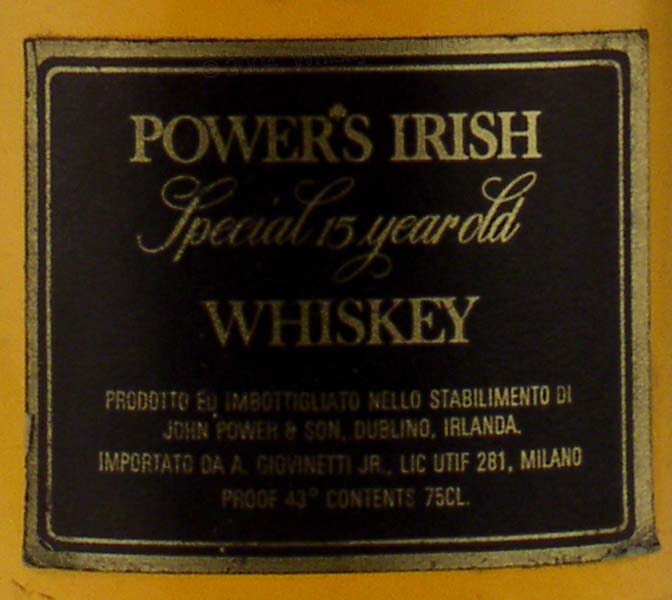 POWER'S IRISH
Special 15 year old
WHISKEY
PRODOTTO ED IMBOTTIGLIATO NELLO STABILIMENTO DI
JOHN POWER & SON, DUBLINO, IRLANDA.
IMPORTATO DA A. GIOVINETTI JR., LIC UTIF 281, MILANO
PROOF 43° CONTENTS 75CL.